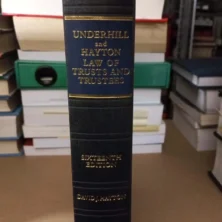 UNDERHILL
and
HAYTON
LAW OF
TRUSTS AND
TRUSTEES
SIXTEENTH
EDITION
DAVID J. HAYTON